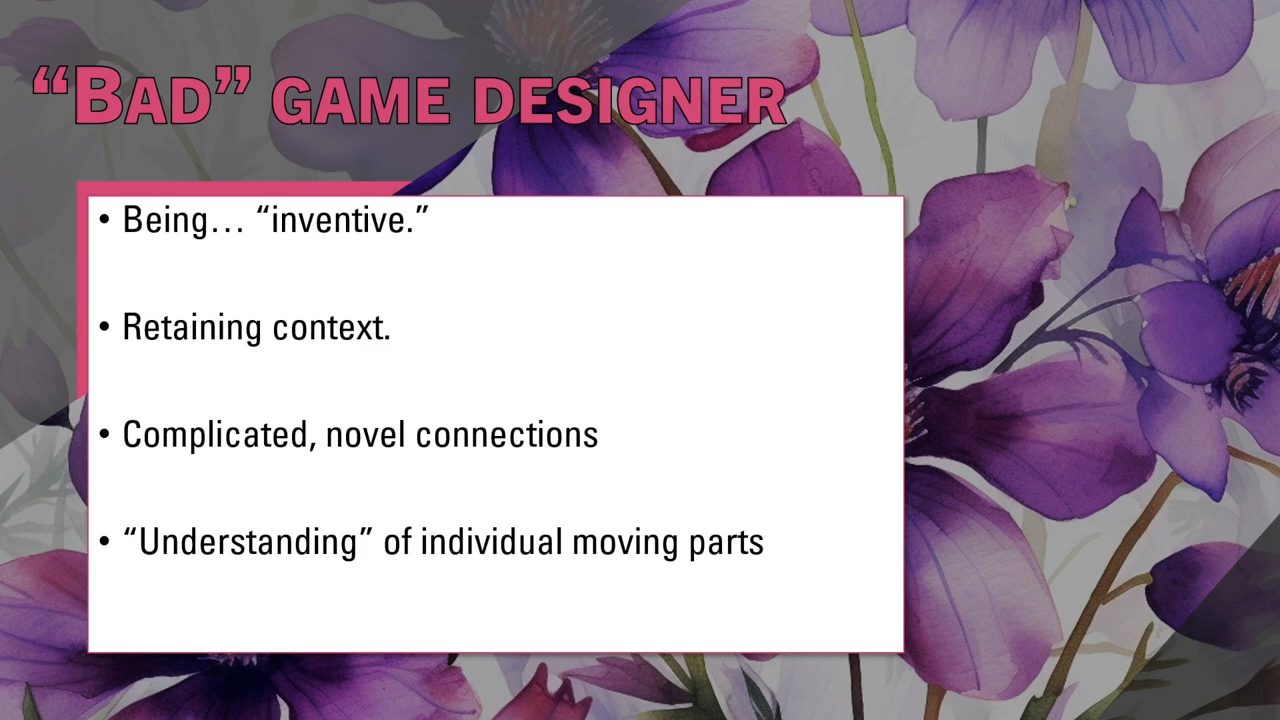 “Bad” game designer
• Being… “inventive.”
• Retaining context.
• Complicated, novel connections
• “Understanding” of individual moving parts